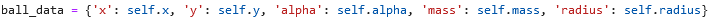 ball_data = {'x': self.x, 'y': self.y, 'alpha': self.alpha, 'mass': self.mass, 'radius': self.radius}